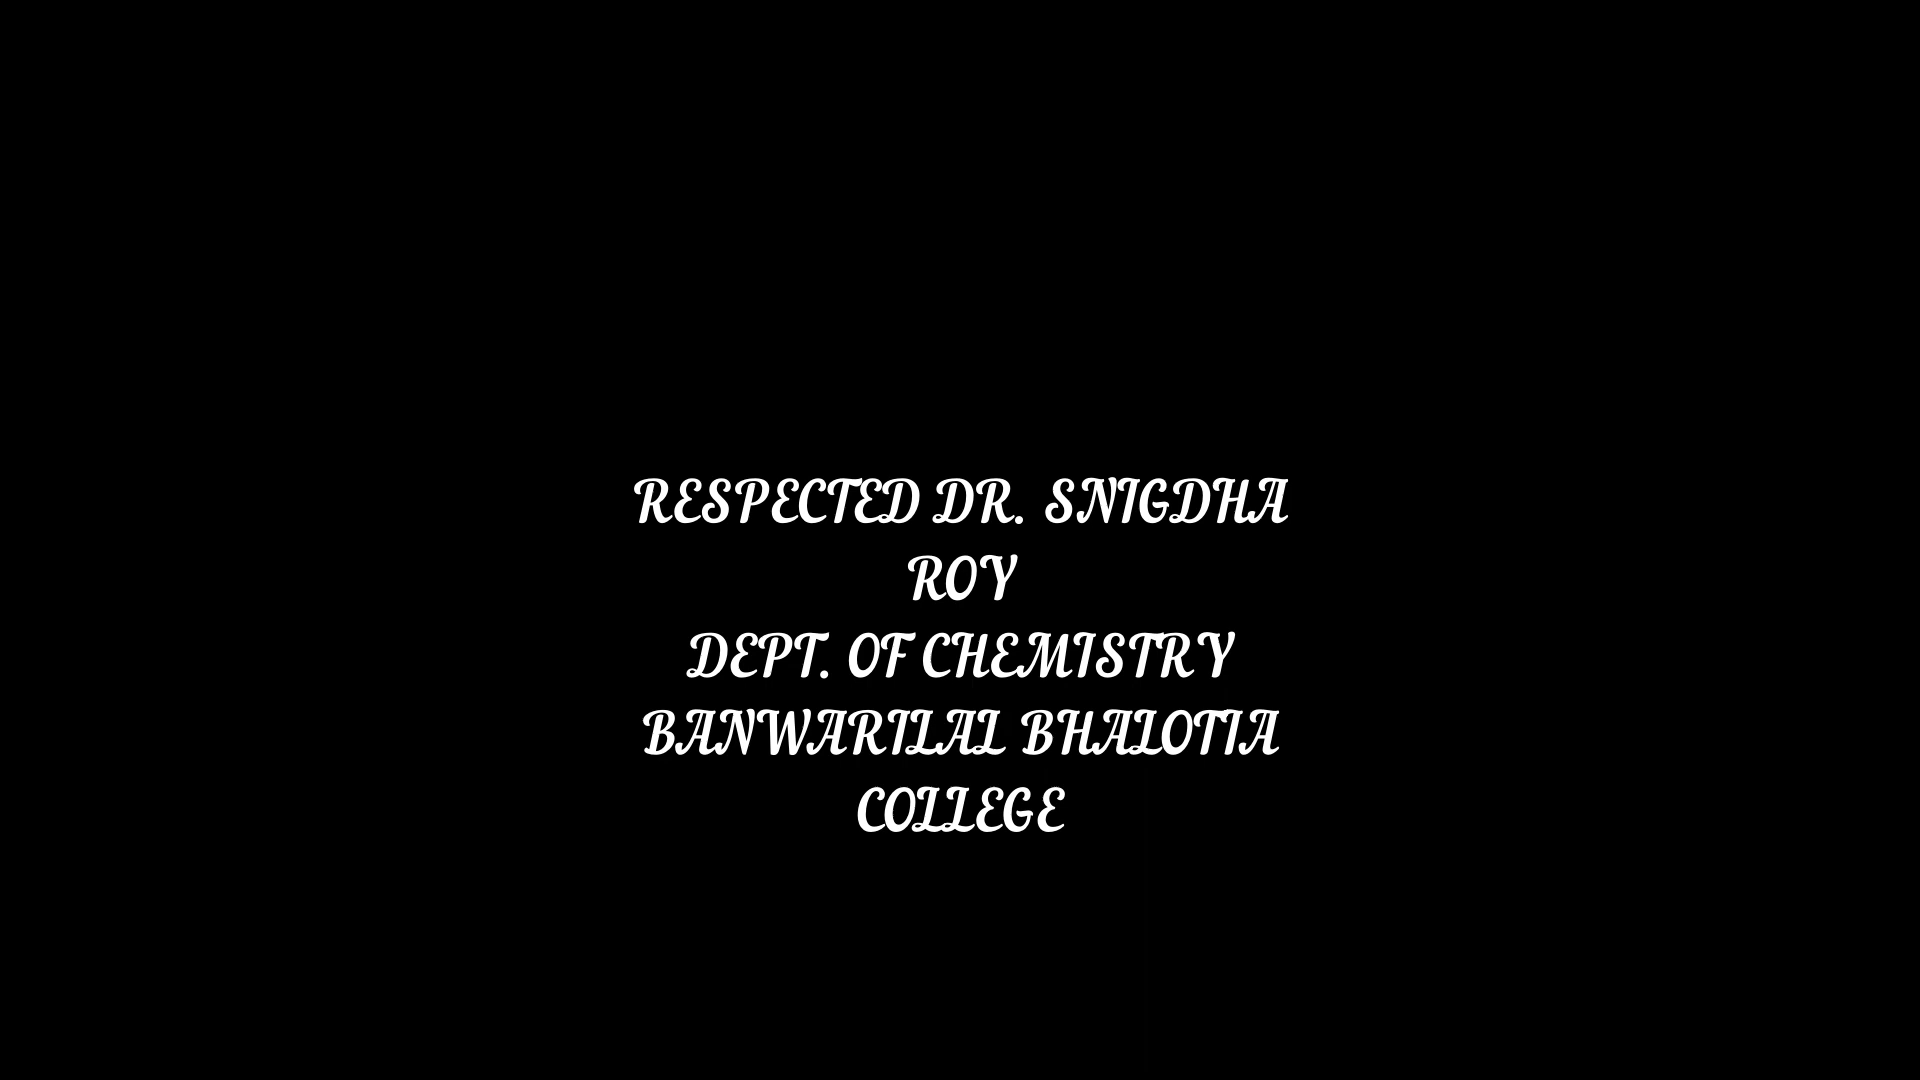 RESPECTED DR. SNIGDHA
ROY
DEPT. OF CHEMISTRY
BANWARILAL BHALOTIA
COLLEGE